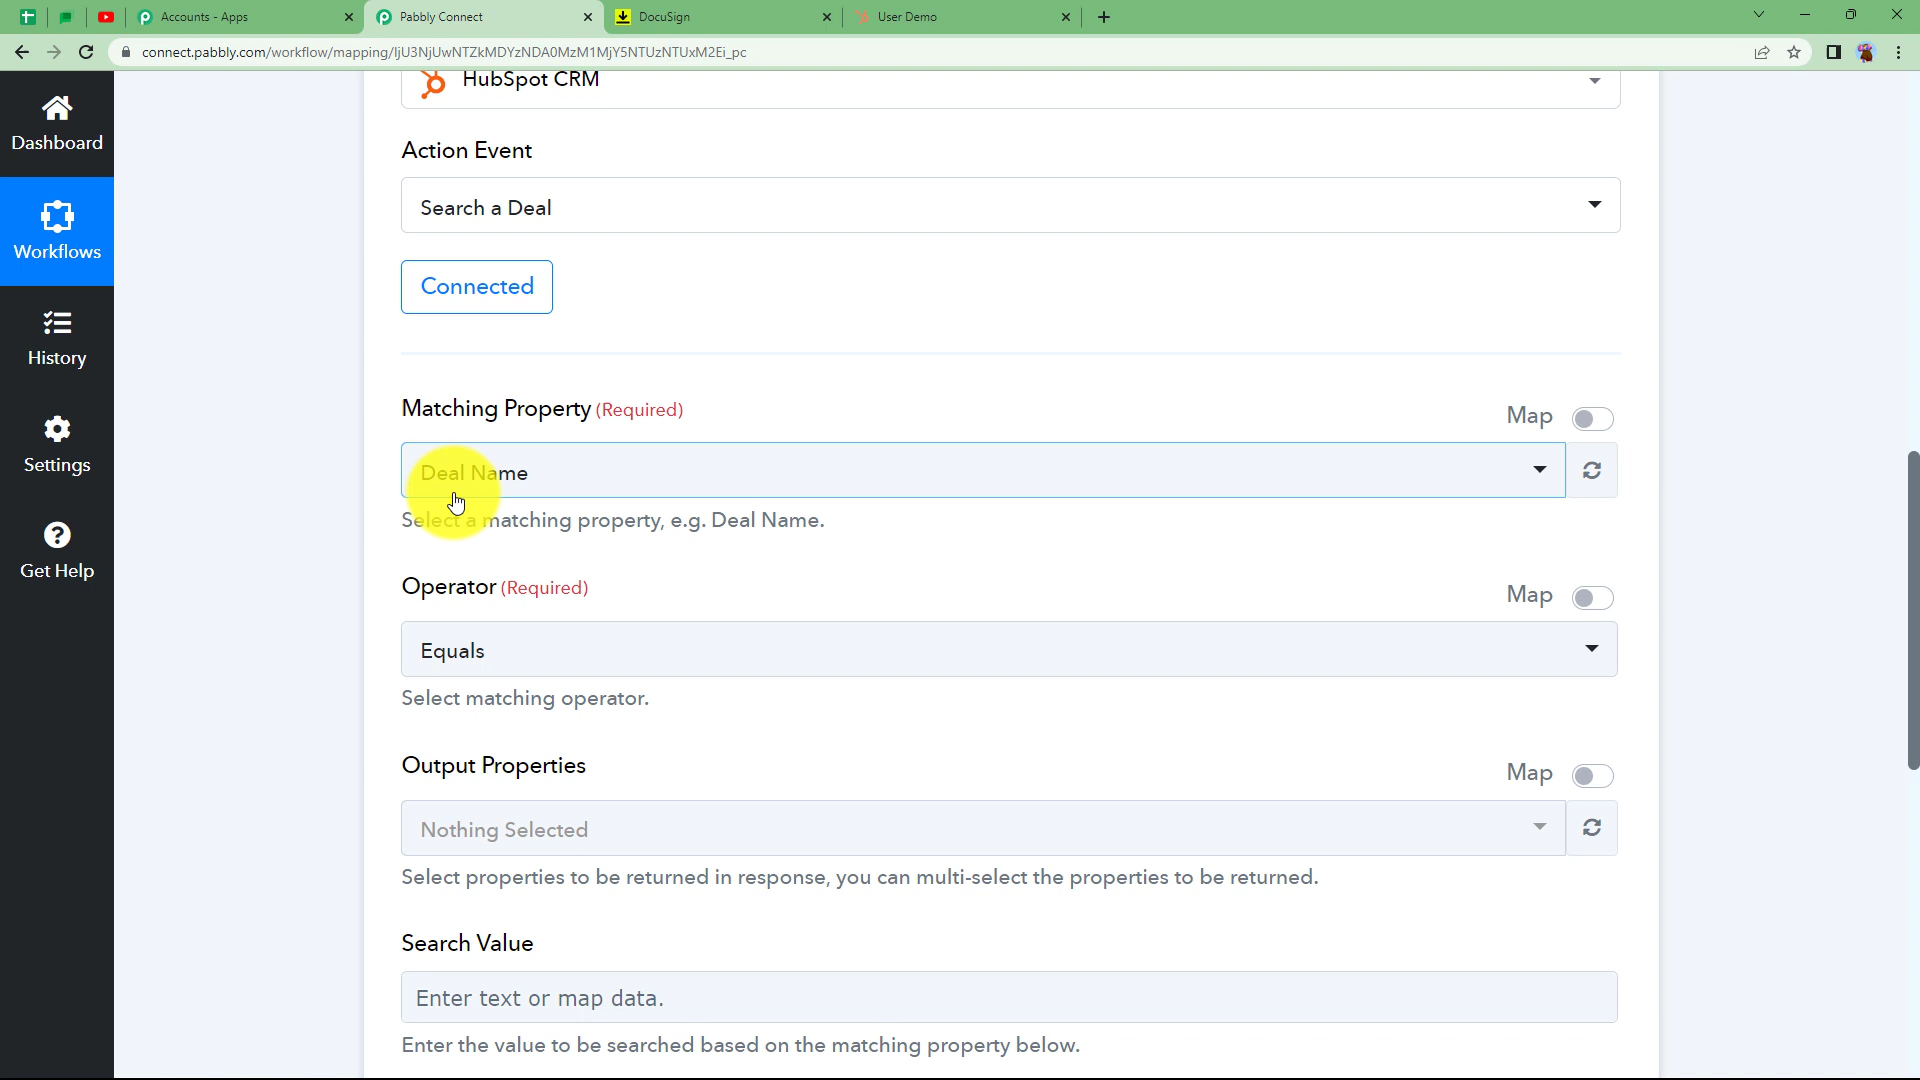 Accounts - Apps
Pabbly Connect
DocuSign
User Demo
connect.pabbly.com/workflow/mapping/IjU3NjUwNTZkMDYzNDA0MzM1MjY5NTUzNTUxM2Ei_pc
Dashboard
Workflows
History
Settings
Get Help
HubSpot CRM
Action Event
Search a Deal
Connected
Matching Property (Required)
Map
Deal Name
Select a matching property, e.g. Deal Name.
Operator (Required)
Map
Equals
Select matching operator.
Output Properties
Map
Nothing Selected
Select properties to be returned in response, you can multi-select the properties to be returned.
Search Value
Enter text or map data.
Enter the value to be searched based on the matching property below.